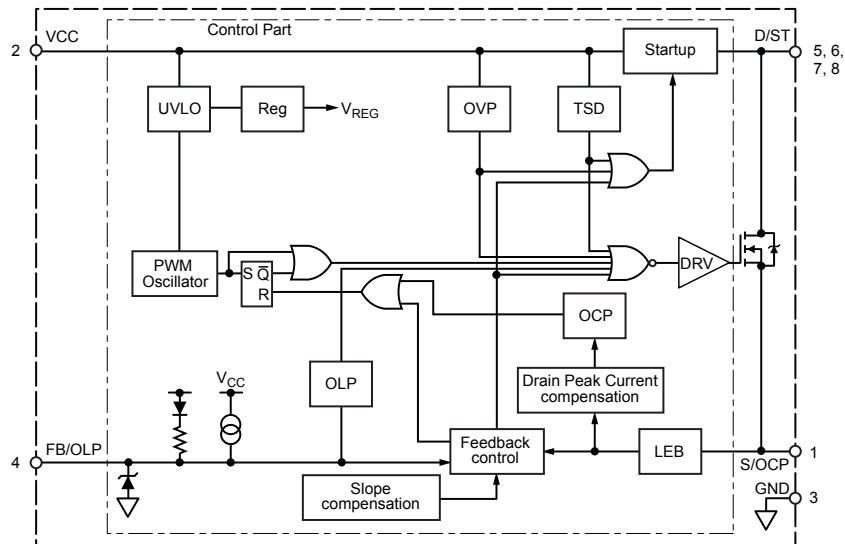 Control Part
2 VCC
D/ST
5, 6,
7, 8
Startup
UVLO
Reg
VREG
OVP
TSD
PWM
Oscillator
S Q̅
R
DRV
OCP
Drain Peak Current
compensation
OLP
VCC
4 FB/OLP
Feedback
control
LEB
S/OCP
1
Slope
compensation
GND
3